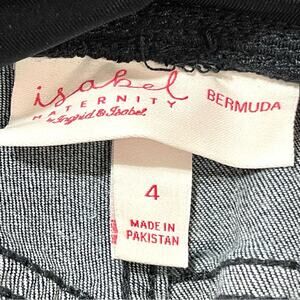 isabel BERMUDA
MATERNITY
by Ingrid & Isabel.
4
MADE IN
PAKISTAN